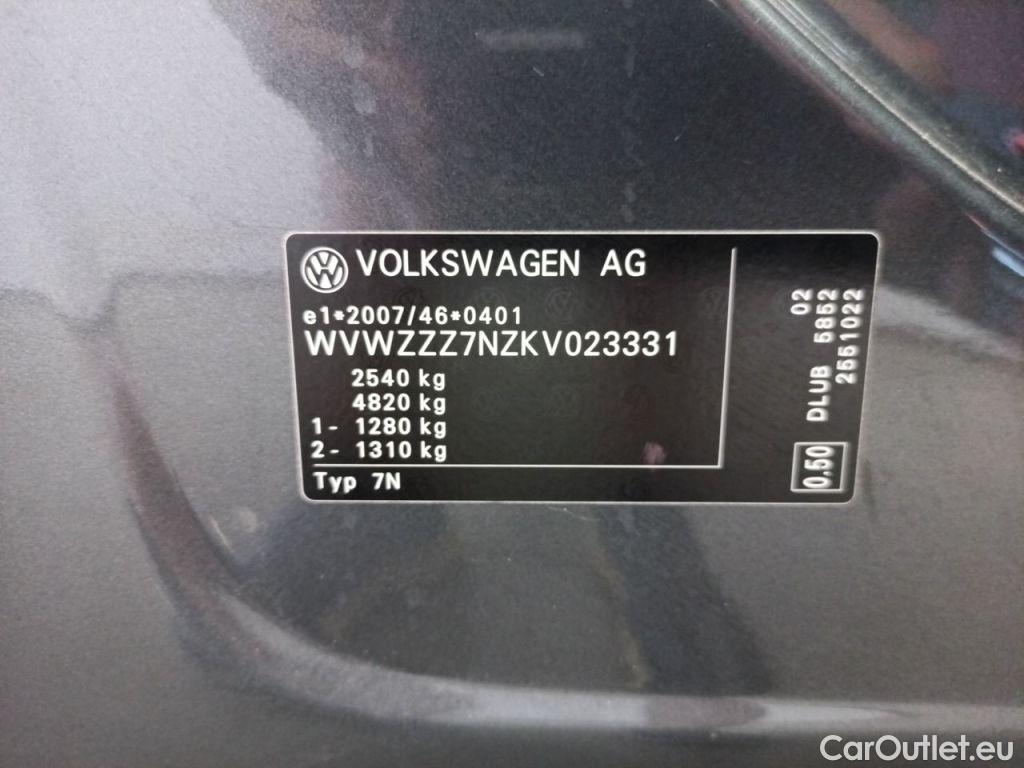 VOLKSWAGEN AG
e1*2007/46*0401
WVWZZZ7NZKV023331
2540 kg
4820 kg
1- 1280 kg
2- 1310 kg
Typ 7N
02
DLUB 5852
2551022
0.50
CarOutlet.eu